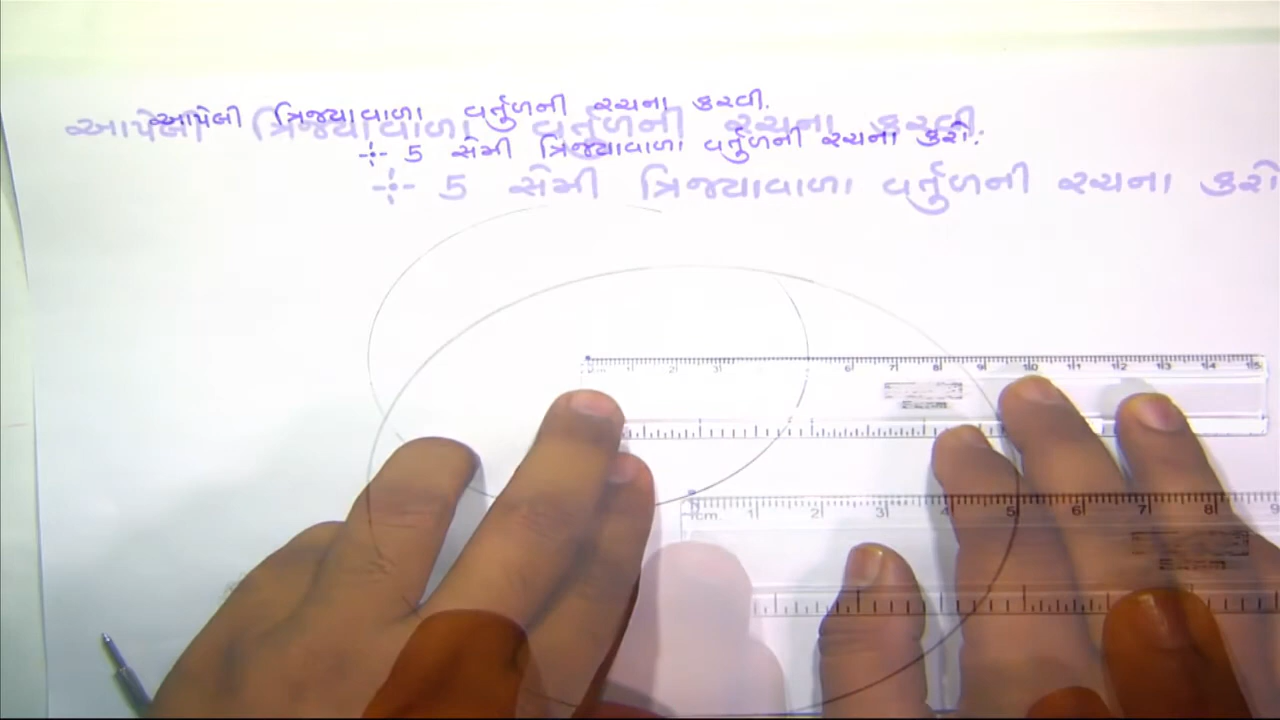 આપેલી ત્રિજ્યાવાળા વર્તુળની રચના કરવી.
આપેલી ત્રિજ્યાવાળા વર્તુળની રચના કરવી.
5 સેમી ત્રિજ્યાવાળા વર્તુળની રચના કરો.
5 સેમી ત્રિજ્યાવાળા વર્તુળની રચના કરો
1 2 3 6 7 8 9 10 11 12 13 14 15
cm 1 2 3 4 5 6 7 8 9